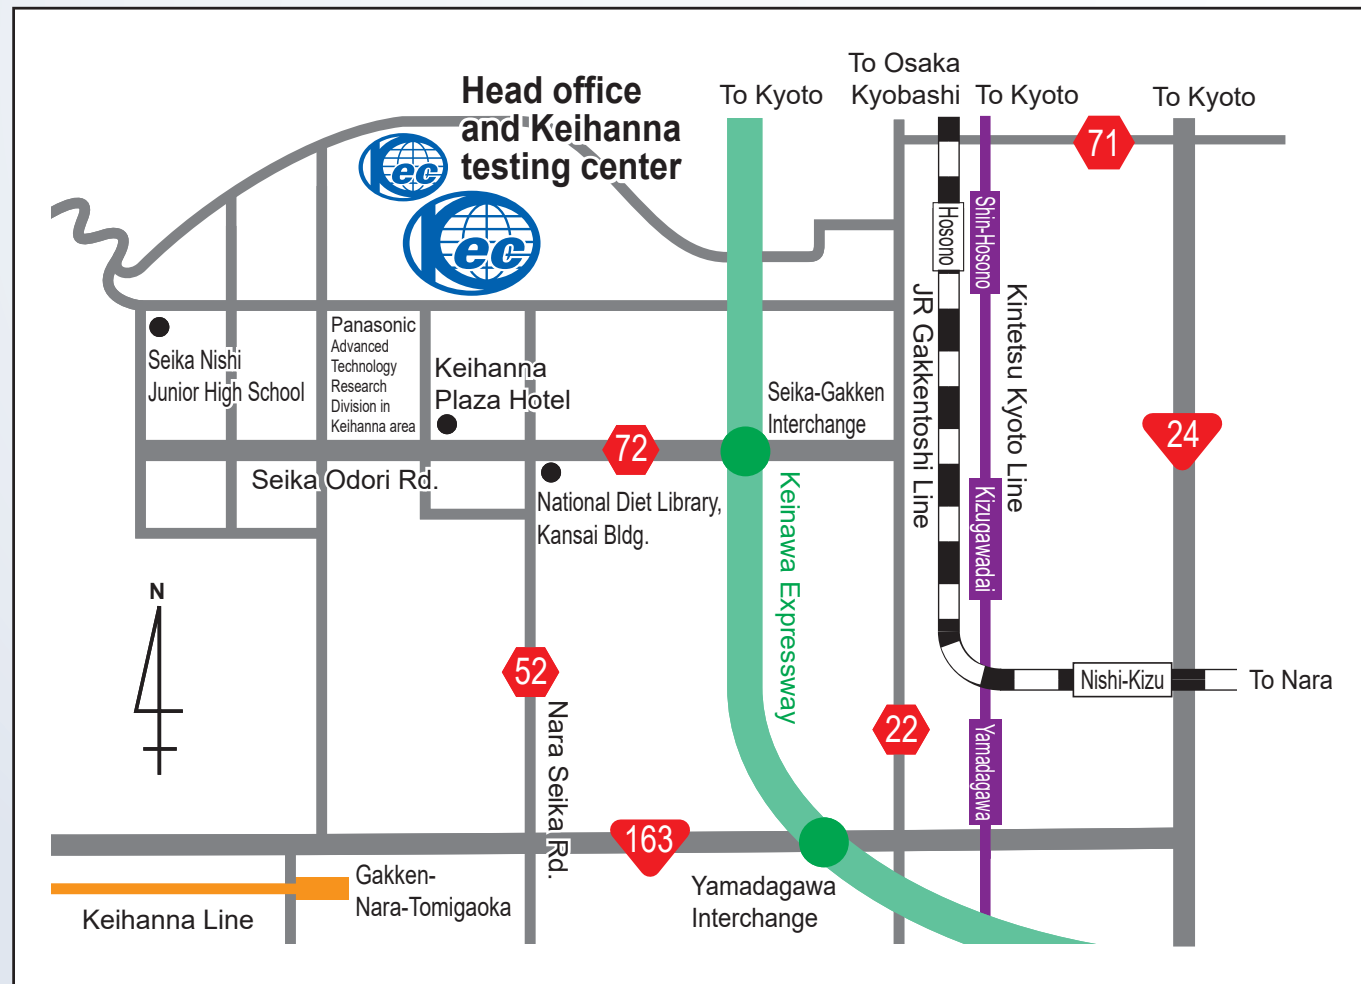 Head office
and Keihanna
testing center
To Kyoto
To Osaka
Kyobashi
To Kyoto
To Kyoto
71
Kec
Kec
Hosono
Shin-Hosono
JR Gakkentoshi Line
Kintetsu Kyoto Line
Seika Nishi
Junior High School
Panasonic
Advanced
Technology
Research
Division in
Keihanna area
Keihanna
Plaza Hotel
Seika-Gakken
Interchange
24
72
Seika Odori Rd.
National Diet Library,
Kansai Bldg.
Keinawa Expressway
Kizugawadai
N
52
Nara Seika Rd.
Nishi-Kizu
To Nara
22
Yamadagawa
163
Yamadagawa
Interchange
Gakken-
Nara-Tomigaoka
Keihanna Line